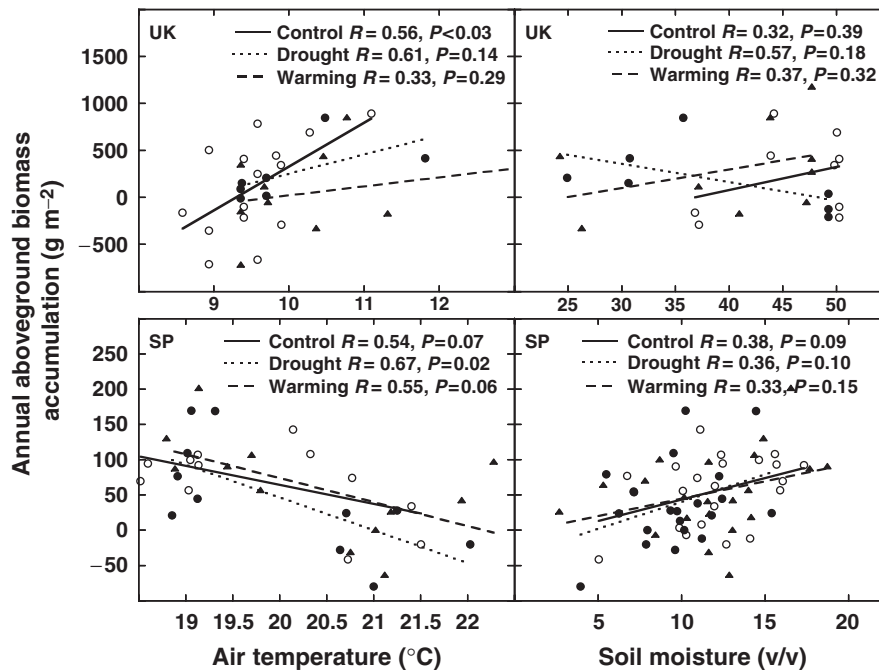 UK
Control R = 0.56, P<0.03
Drought R = 0.61, P=0.14
Warming R = 0.33, P=0.29
UK
Control R = 0.32, P=0.39
Drought R=0.57, P=0.18
Warming R=0.37, P=0.32
1500
1000
500
0
−500
9
10
11
12
25
30
35
40
45
50
SP
Control R = 0.54, P=0.07
Drought R = 0.67, P=0.02
Warming R = 0.55, P=0.06
SP
Control R = 0.38, P=0.09
Drought R = 0.36, P=0.10
Warming R = 0.33, P=0.15
250
200
150
100
50
0
−50
19
19.5
20
20.5
21
21.5
22
5
10
15
20
Annual aboveground biomass
accumulation (g m−2)
Air temperature (°C)
Soil moisture (v/v)